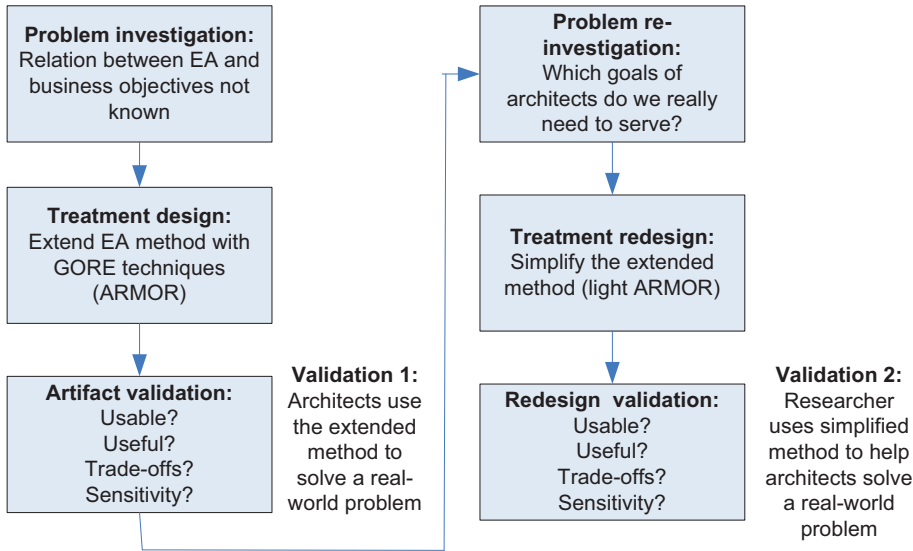 Problem investigation:
Relation between EA and
business objectives not
known
Treatment design:
Extend EA method with
GORE techniques
(ARMOR)
Artifact validation:
Usable?
Useful?
Trade-offs?
Sensitivity?
Validation 1:
Architects use
the extended
method to
solve a real-
world problem
Problem re-
investigation:
Which goals of
architects do we really
need to serve?
Treatment redesign:
Simplify the extended
method (light ARMOR)
Redesign validation:
Usable?
Useful?
Trade-offs?
Sensitivity?
Validation 2:
Researcher
uses simplified
method to help
architects solve
a real-world
problem